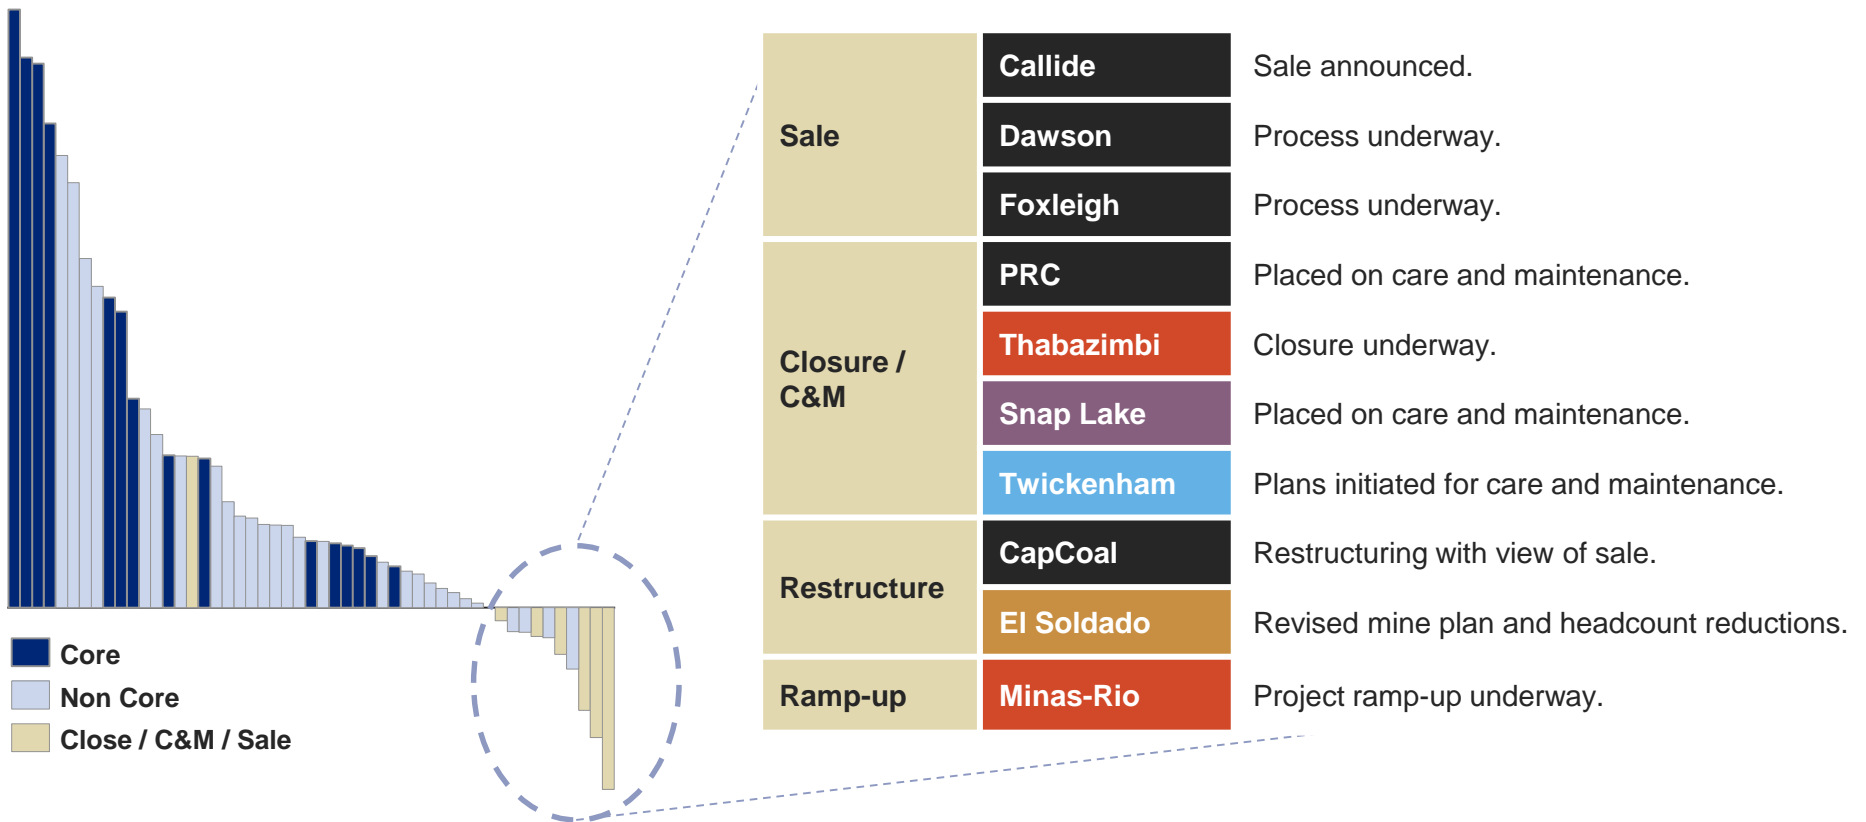 Sale
Callide
Sale announced.
Dawson
Process underway.
Foxleigh
Process underway.
Closure /
C&M
PRC
Placed on care and maintenance.
Thabazimbi
Closure underway.
Snap Lake
Placed on care and maintenance.
Twickenham
Plans initiated for care and maintenance.
Restructure
CapCoal
Restructuring with view of sale.
El Soldado
Revised mine plan and headcount reductions.
Ramp-up
Minas-Rio
Project ramp-up underway.
Core
Non Core
Close / C&M / Sale